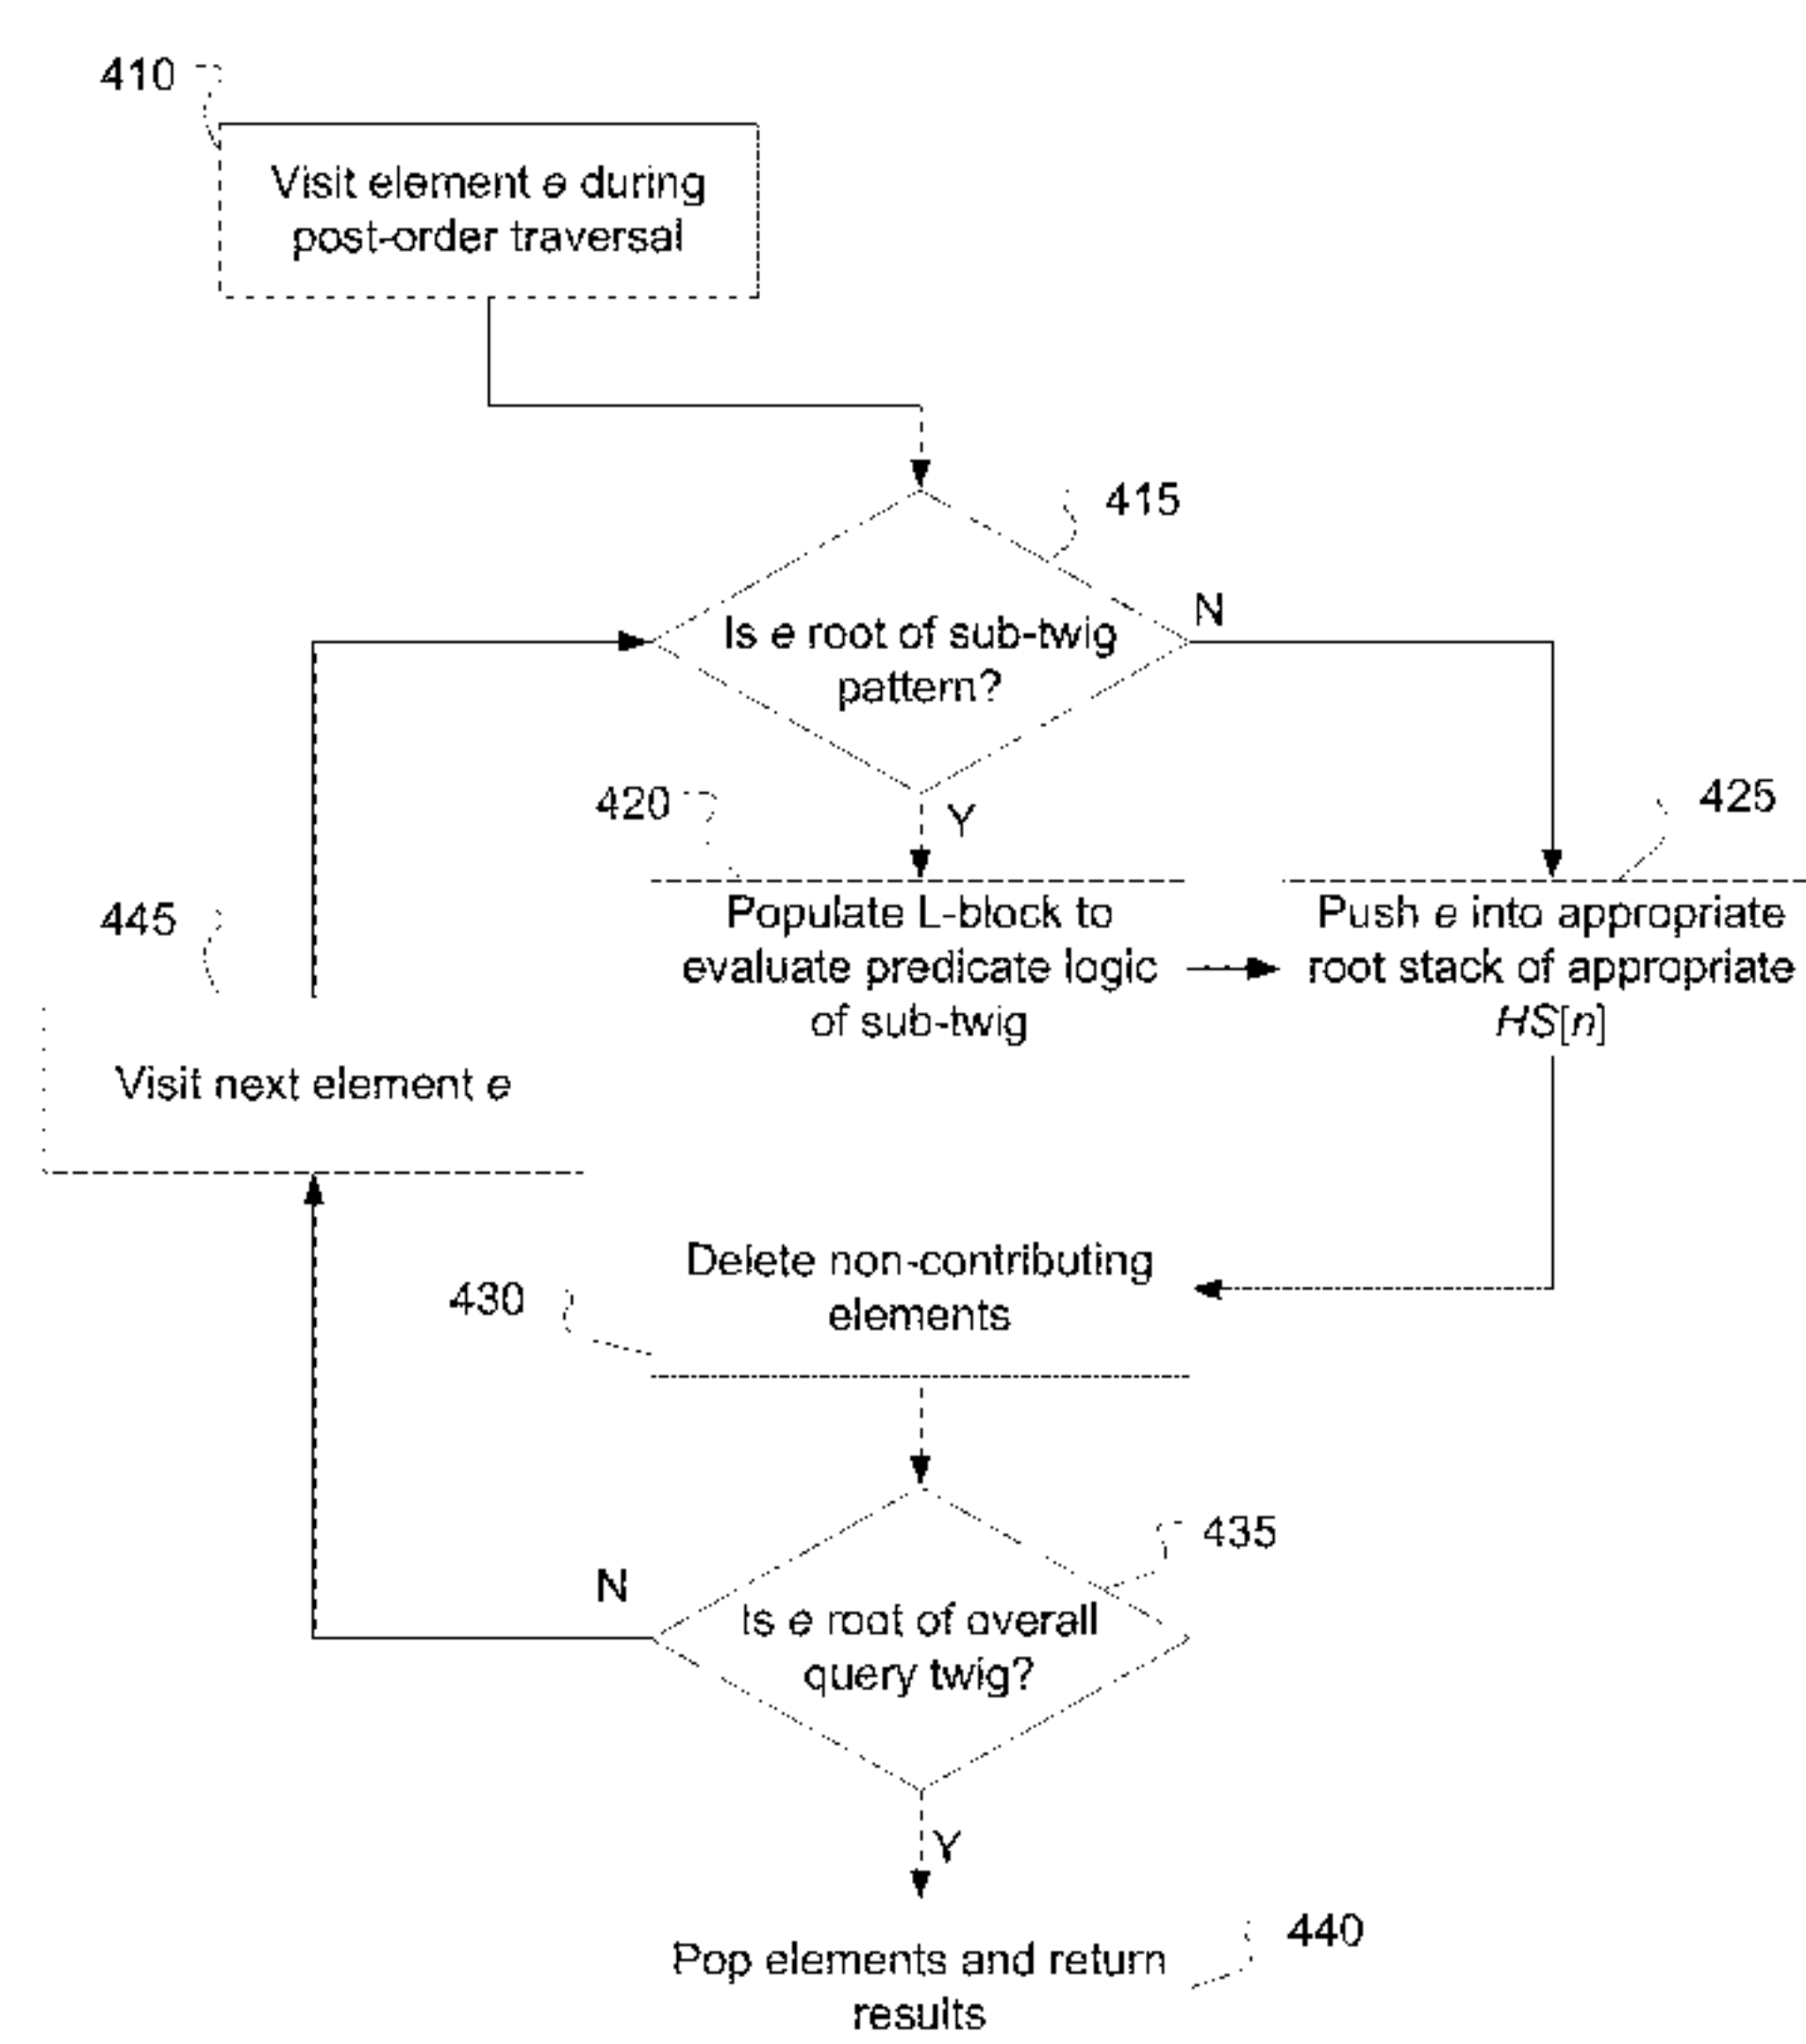 410
Visit element e during
post-order traversal
415
Is e root of sub-twig
pattern?
N
Y
420
Populate L-block to
evaluate predicate logic
of sub-twig
425
Push e into appropriate
root stack of appropriate
HS[n]
445
Visit next element e
430
Delete non-contributing
elements
435
Is e root of overall
query twig?
N
Y
440
Pop elements and return
results